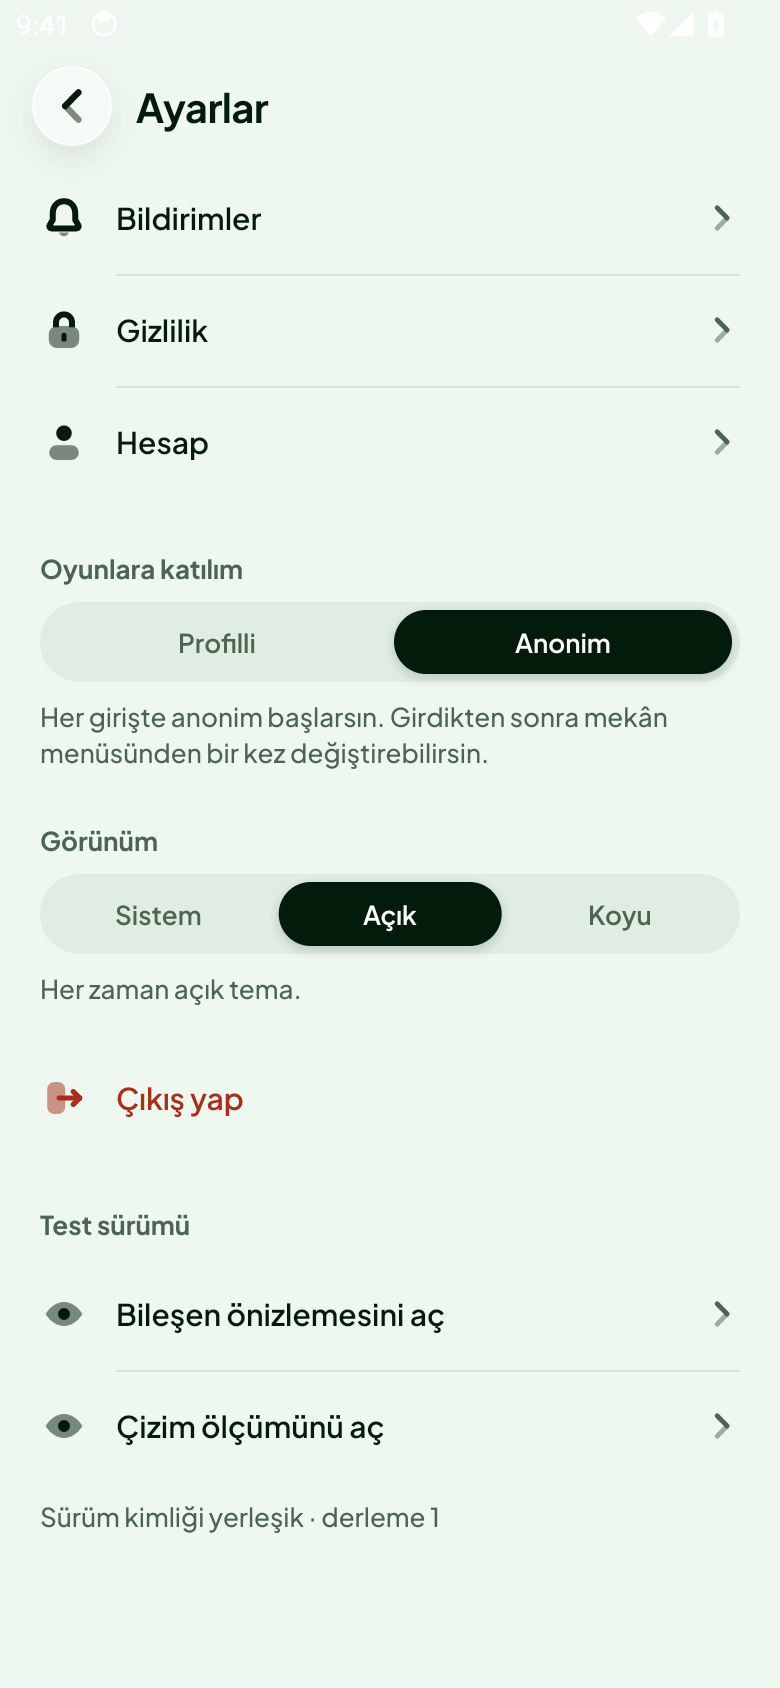 9:41
Ayarlar
Bildirimler
Gizlilik
Hesap
Oyunlara katılım
Profilli
Anonim
Her girişte anonim başlarsın. Girdikten sonra mekân
menüsünden bir kez değiştirebilirsin.
Görünüm
Sistem
Açık
Koyu
Her zaman açık tema.
Çıkış yap
Test sürümü
Bileşen önizlemesini aç
Çizim ölçümünü aç
Sürüm kimliği yerleşik · derleme 1